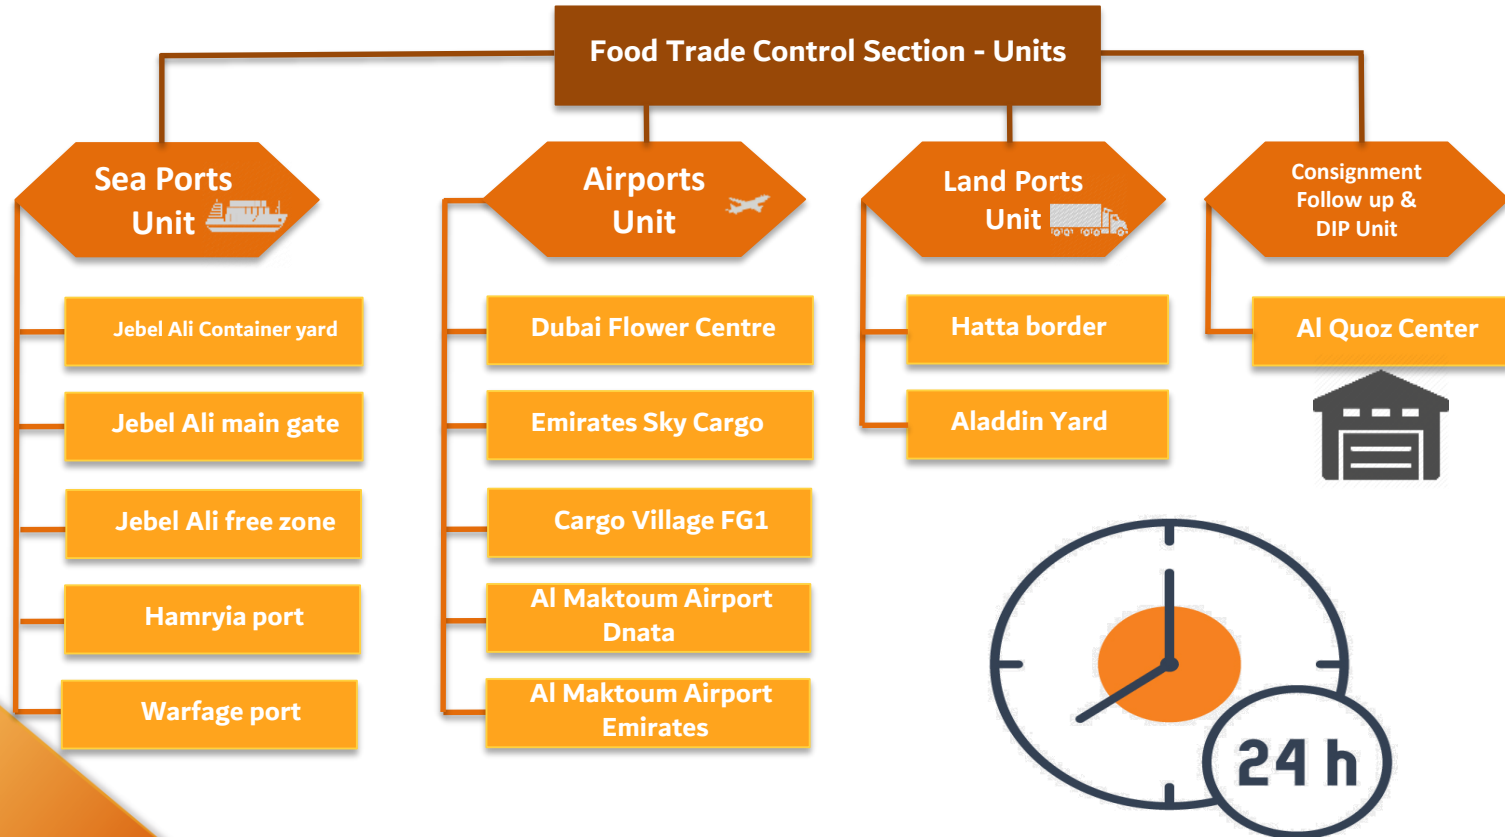 Food Trade Control Section - Units
Sea Ports
Unit
Jebel Ali Container yard
Jebel Ali main gate
Jebel Ali free zone
Hamryia port
Warfage port
Airports
Unit
Dubai Flower Centre
Emirates Sky Cargo
Cargo Village FG1
Al Maktoum Airport
Dnata
Al Maktoum Airport
Emirates
Land Ports
Unit
Hatta border
Aladdin Yard
Consignment
Follow up &
DIP Unit
Al Quoz Center
24 h